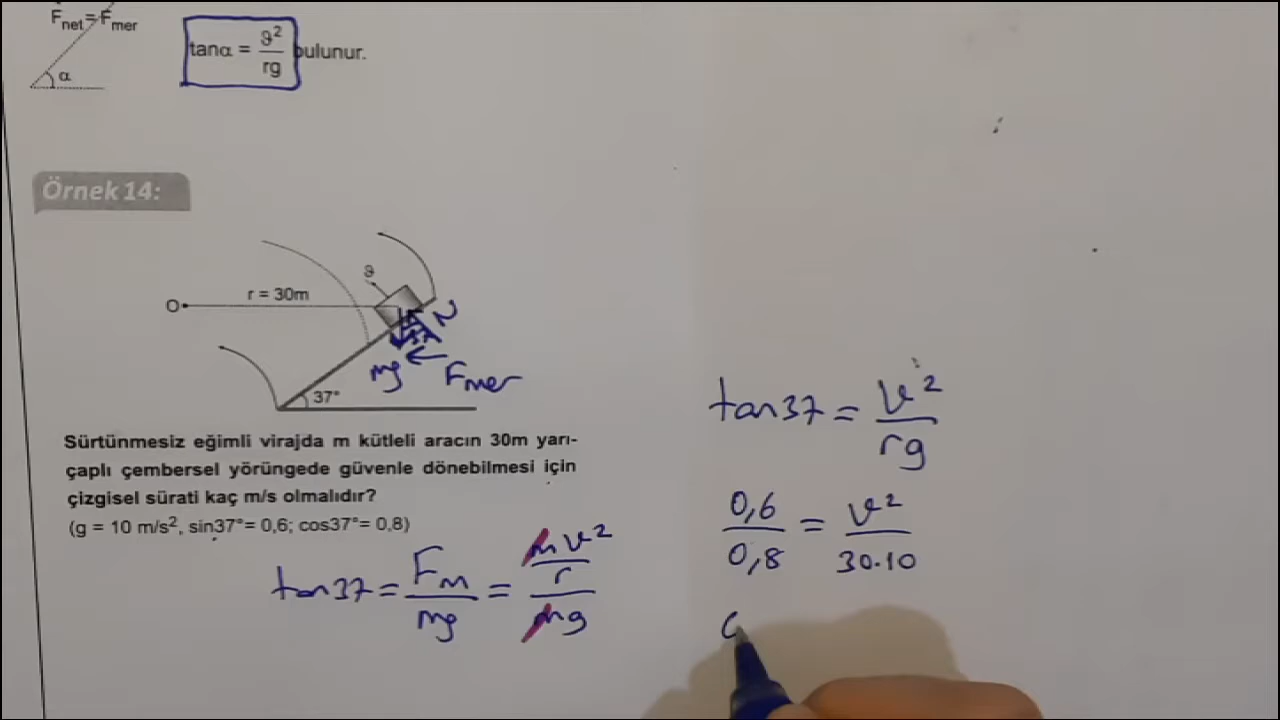 Fnet=Fmer
tanα = ϑ²/rg bulunur.
α
Örnek 14:
ϑ
O r = 30m
N
mg
Fmer
37°
Sürtünmesiz eğimli virajda m kütleli aracın 30m yarı-
çaplı çembersel yörüngede güvenle dönebilmesi için
çizgisel sürati kaç m/s olmalıdır?
(g = 10 m/s², sin37°= 0,6; cos37°= 0,8)
tan37 = Fm/mg = (mv²/r)/mg
tan37 = v²/rg
0,6/0,8 = v²/30.10